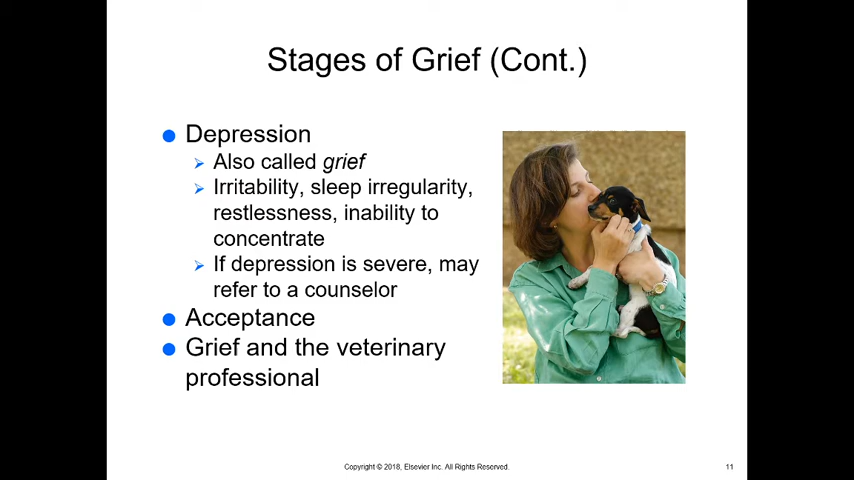 Stages of Grief (Cont.)
Depression
Also called grief
Irritability, sleep irregularity,
restlessness, inability to
concentrate
If depression is severe, may
refer to a counselor
Acceptance
Grief and the veterinary
professional
Copyright © 2018, Elsevier Inc. All Rights Reserved.
11